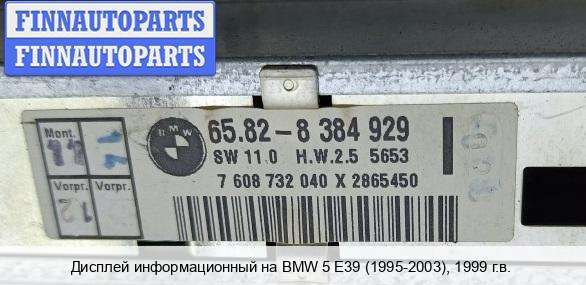 FINNAUTOPARTS
FINNAUTOPARTS
Mont.
11
1
Vorpr.
Vorpr.
12
BMW
65.82-8 384 929
SW 11.0 H.W.2.5 5653
7 608 732 040 X 2865450
Дисплей информационный на BMW 5 E39 (1995-2003), 1999 г.в.